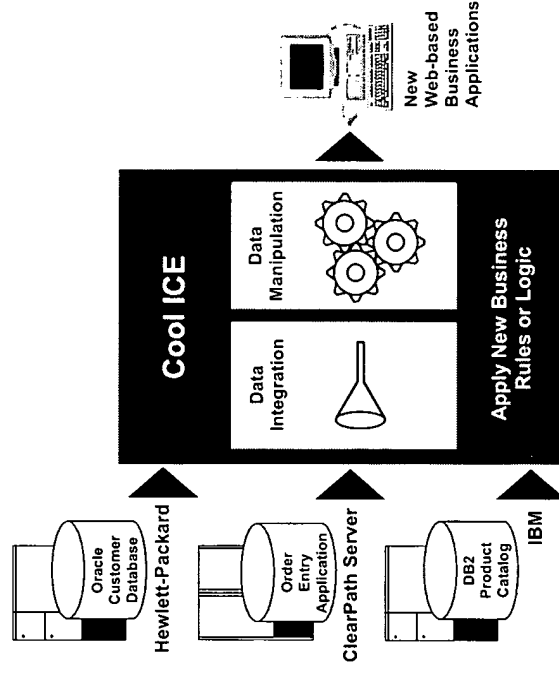 Oracle
Customer
Database
Hewlett-Packard
Order
Entry
Application
ClearPath Server
DB2
Product
Catalog
IBM
Cool ICE
Data
Integration
Data
Manipulation
Apply New Business
Rules or Logic
New
Web-based
Business
Applications